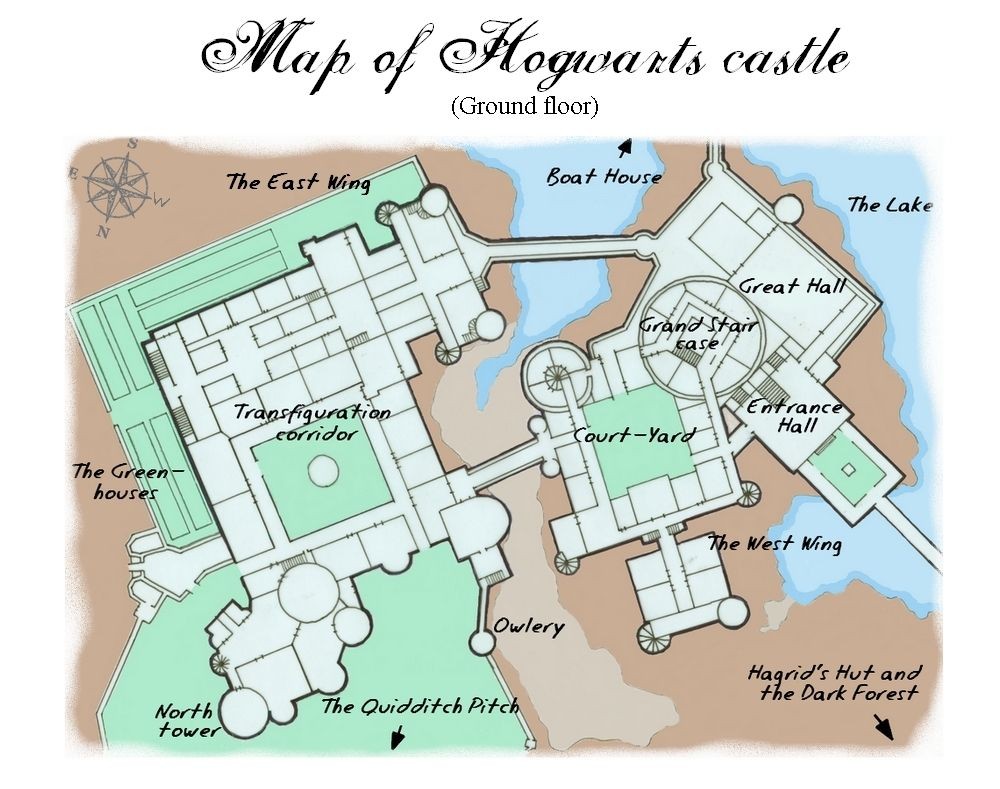 Map of Hogwarts castle
(Ground floor)
S
E
W
N
The East Wing
Boat House
The Lake
Great Hall
Grand Stair
case
Transfiguration
corridor
Entrance
Hall
Court-Yard
The Green-
houses
The West Wing
Owlery
Hagrid's Hut and
the Dark Forest
North
tower
The Quidditch Pitch